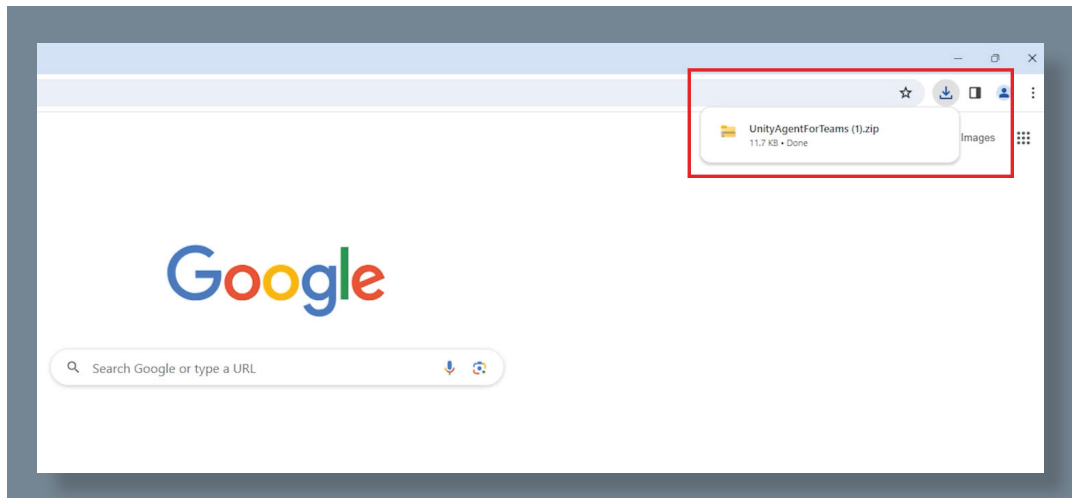 UnityAgentForTeams (1).zip
11.7 KB • Done
Images
Google
Search Google or type a URL